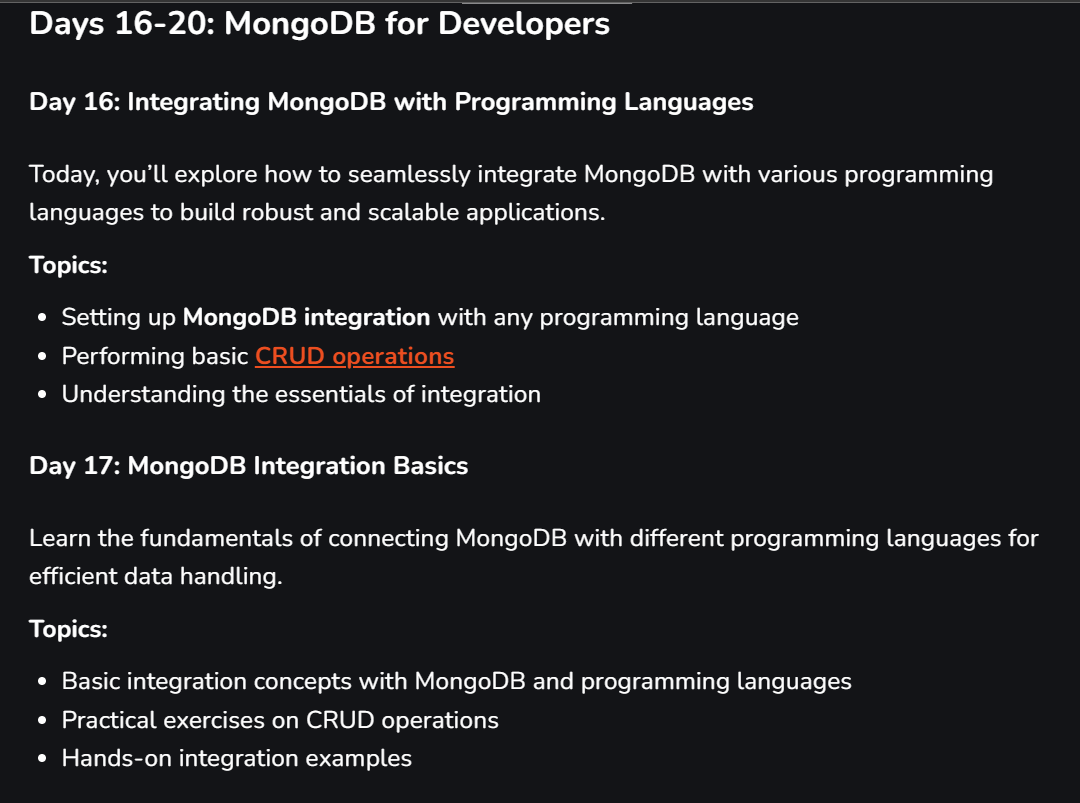 Days 16-20: MongoDB for Developers
Day 16: Integrating MongoDB with Programming Languages
Today, you’ll explore how to seamlessly integrate MongoDB with various programming
languages to build robust and scalable applications.
Topics:
• Setting up MongoDB integration with any programming language
• Performing basic CRUD operations
• Understanding the essentials of integration
Day 17: MongoDB Integration Basics
Learn the fundamentals of connecting MongoDB with different programming languages for
efficient data handling.
Topics:
• Basic integration concepts with MongoDB and programming languages
• Practical exercises on CRUD operations
• Hands-on integration examples